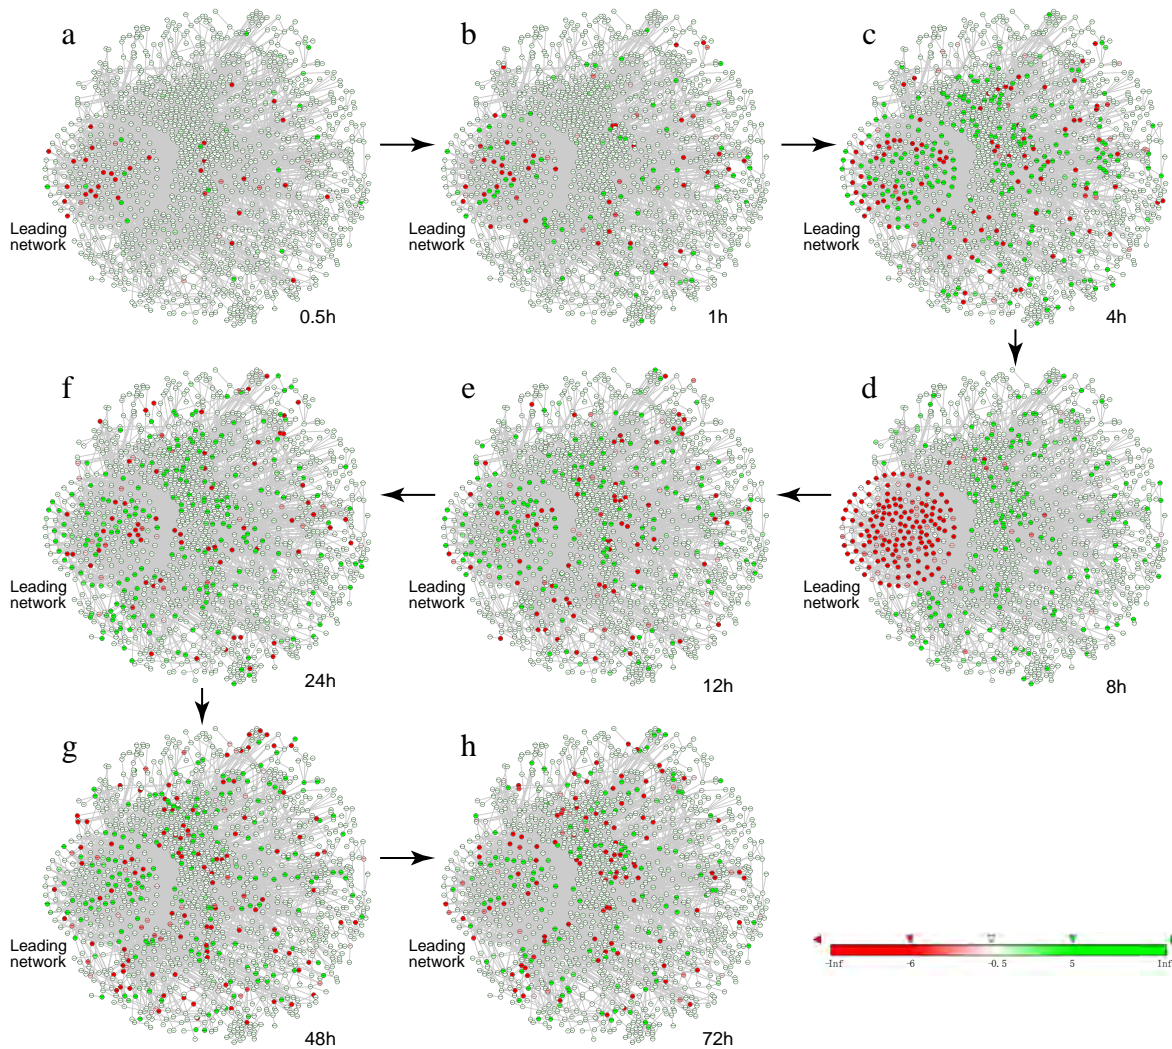 a
b
c
Leading
network
0.5h
Leading
network
1h
Leading
network
4h
f
e
d
Leading
network
24h
Leading
network
12h
Leading
network
8h
g
h
Leading
network
48h
Leading
network
72h
-Inf
-6
-0.5
5
Inf